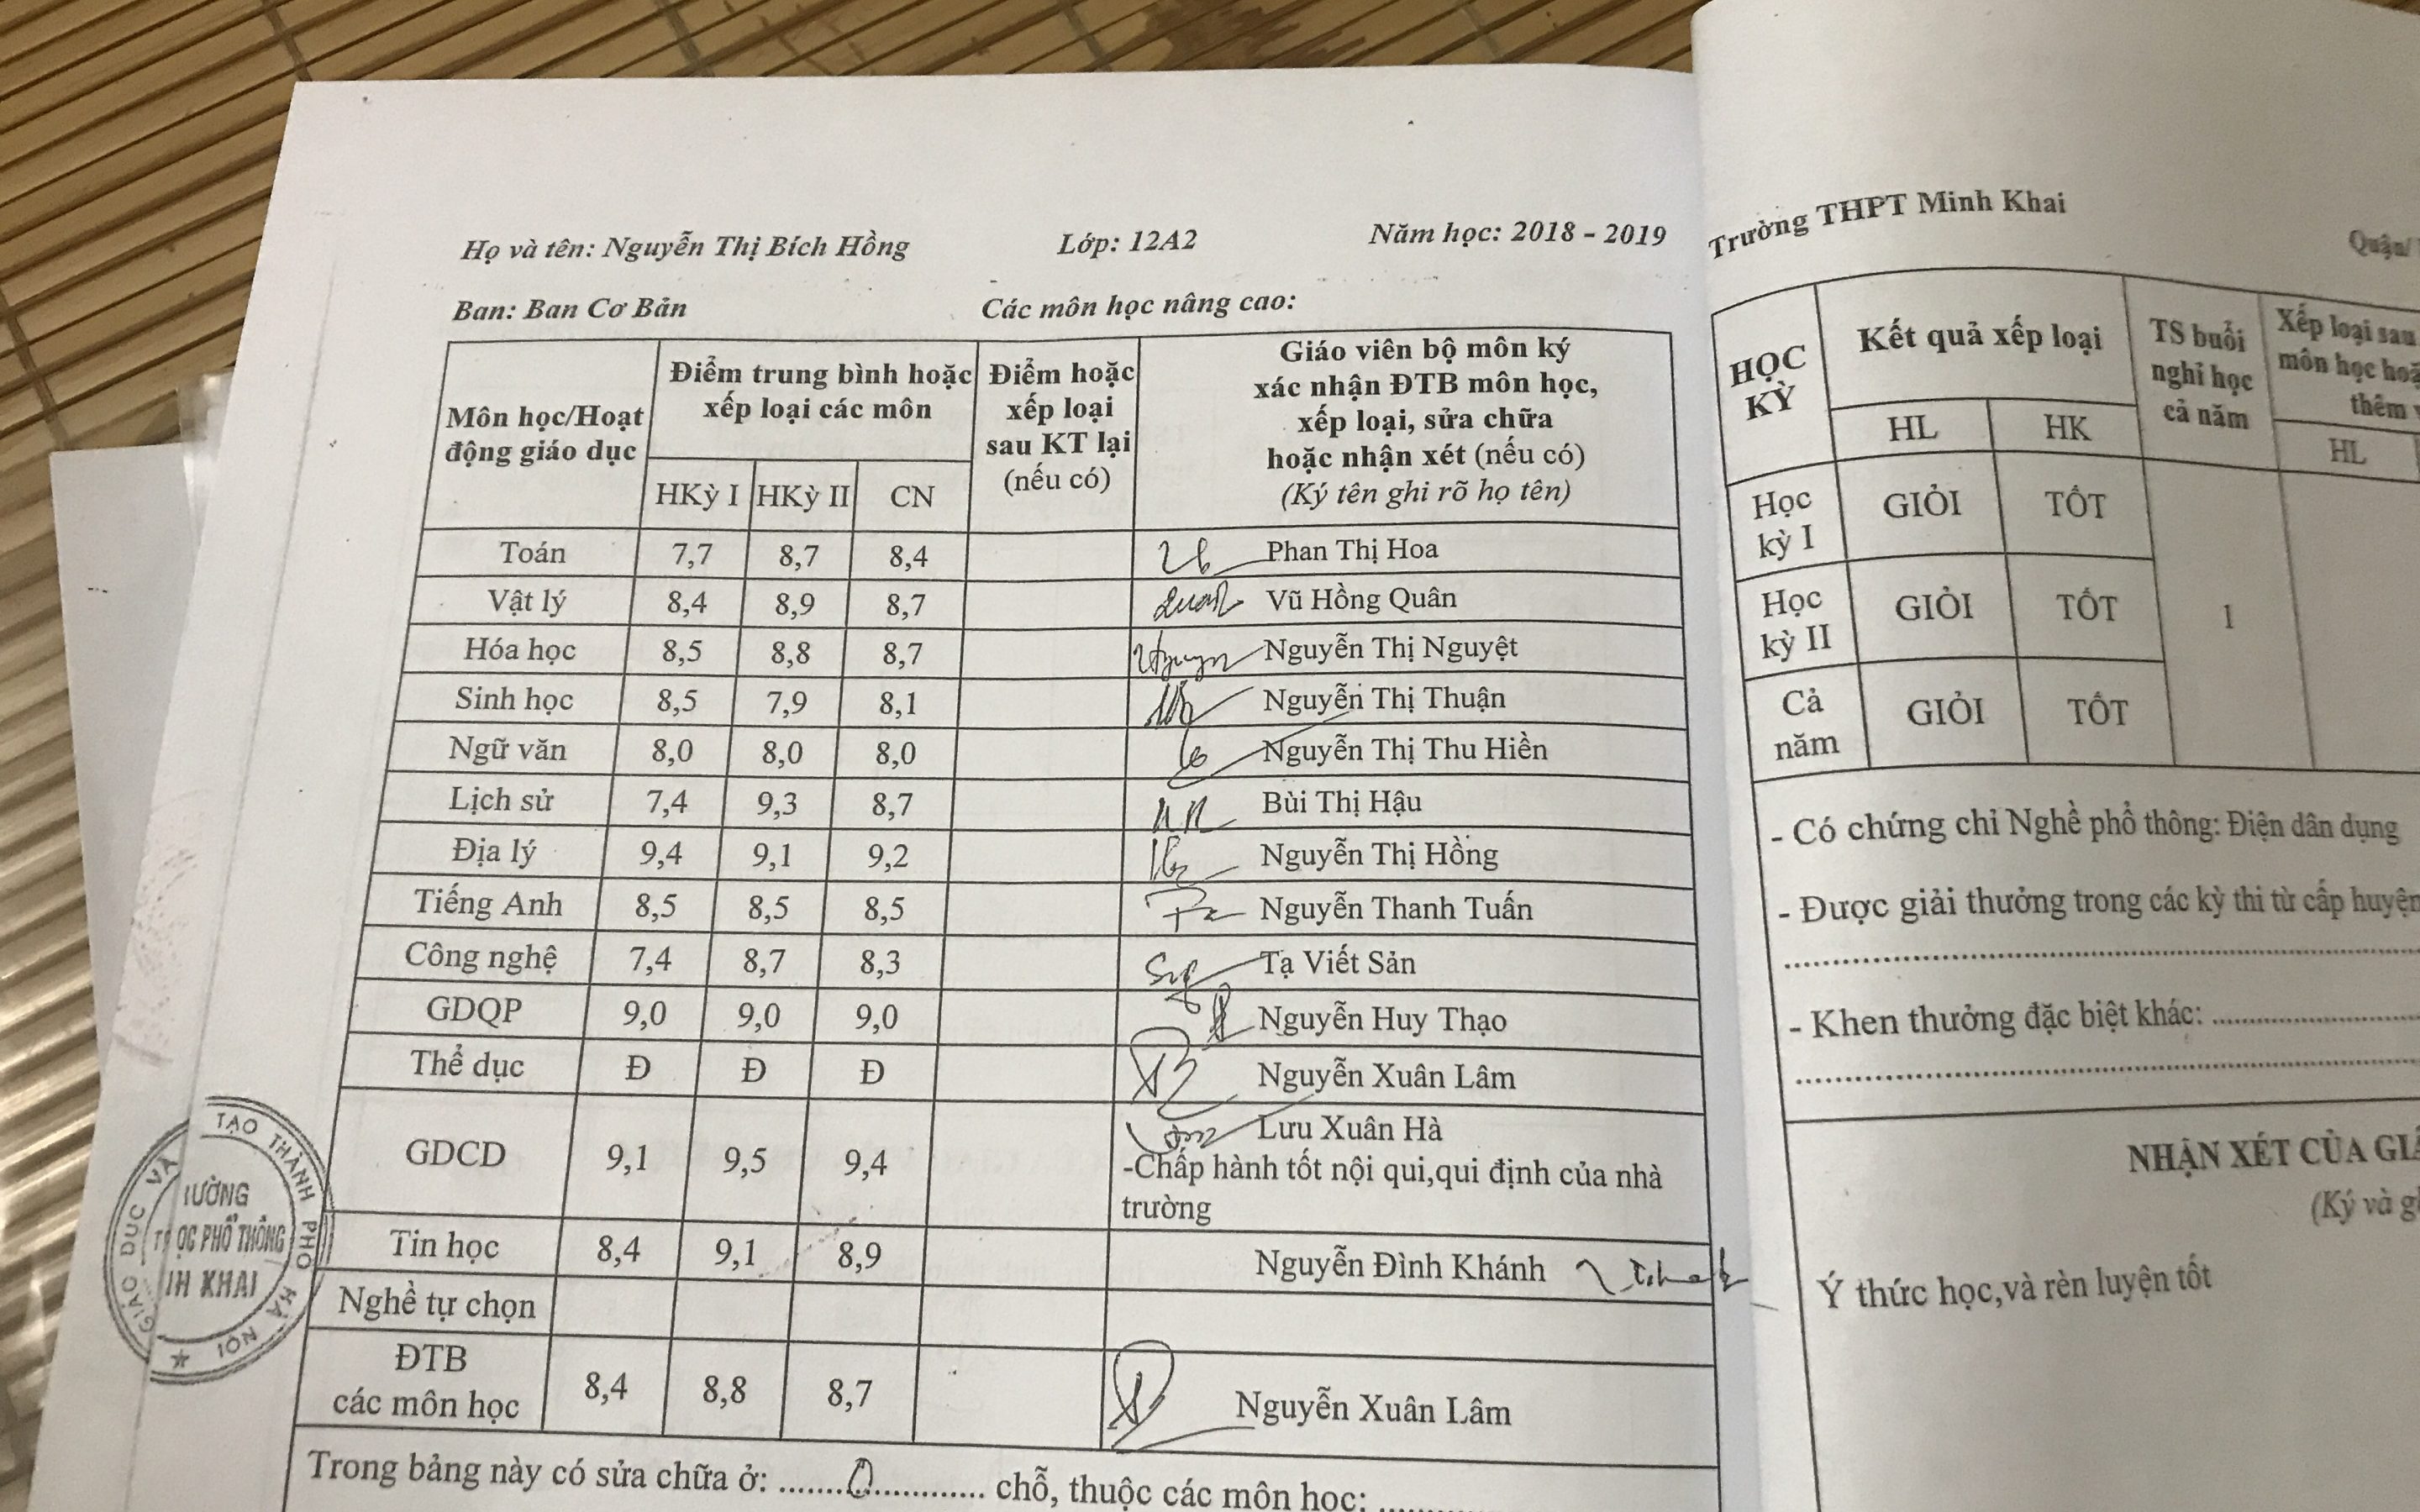 Họ và tên: Nguyễn Thị Bích Hồng Lớp: 12A2 Năm học: 2018 - 2019
Ban: Ban Cơ Bản Các môn học nâng cao:
Môn học/Hoạt động giáo dục
Điểm trung bình hoặc xếp loại các môn
Điểm hoặc xếp loại sau KT lại (nếu có)
Giáo viên bộ môn ký
xác nhận ĐTB môn học,
xếp loại, sửa chữa
hoặc nhận xét (nếu có)
(Ký tên ghi rõ họ tên)
HKỳ I HKỳ II CN
Toán 7,7 8,7 8,4 Phan Thị Hoa
Vật lý 8,4 8,9 8,7 Vũ Hồng Quân
Hóa học 8,5 8,8 8,7 Nguyễn Thị Nguyệt
Sinh học 8,5 7,9 8,1 Nguyễn Thị Thuận
Ngữ văn 8,0 8,0 8,0 Nguyễn Thị Thu Hiền
Lịch sử 7,4 9,3 8,7 Bùi Thị Hậu
Địa lý 9,4 9,1 9,2 Nguyễn Thị Hồng
Tiếng Anh 8,5 8,5 8,5 Nguyễn Thanh Tuấn
Công nghệ 7,4 8,7 8,3 Tạ Viết Sản
GDQP 9,0 9,0 9,0 Nguyễn Huy Thạo
Thể dục Đ Đ Đ Nguyễn Xuân Lâm
GDCD 9,1 9,5 9,4 Lưu Xuân Hà
-Chấp hành tốt nội qui,qui định của nhà
trường
Tin học 8,4 9,1 8,9 Nguyễn Đình Khánh
Nghề tự chọn
ĐTB
các môn học 8,4 8,8 8,7 Nguyễn Xuân Lâm
Trong bảng này có sửa chữa ở: ........0............... chỗ, thuộc các môn học: ........
GIÁO DỤC VÀ TẠO THÀNH PHỐ HÀ NỘI
ƯỜNG
ỌC PHỔ THÔNG
H KHAI
Trường THPT Minh Khai
Quận/
HỌC KỲ
Kết quả xếp loại
HL HK
TS buổi
nghỉ học
cả năm
Xếp loại sau
môn học hoặ
thêm
HL
Học kỳ I GIỎI TỐT
Học kỳ II GIỎI TỐT 1
Cả năm GIỎI TỐT
- Có chứng chỉ Nghề phổ thông: Điện dân dụng
- Được giải thưởng trong các kỳ thi từ cấp huyện
- Khen thưởng đặc biệt khác: ........
NHẬN XÉT CỦA GIÁ
(Ký và g
Ý thức học,và rèn luyện tốt